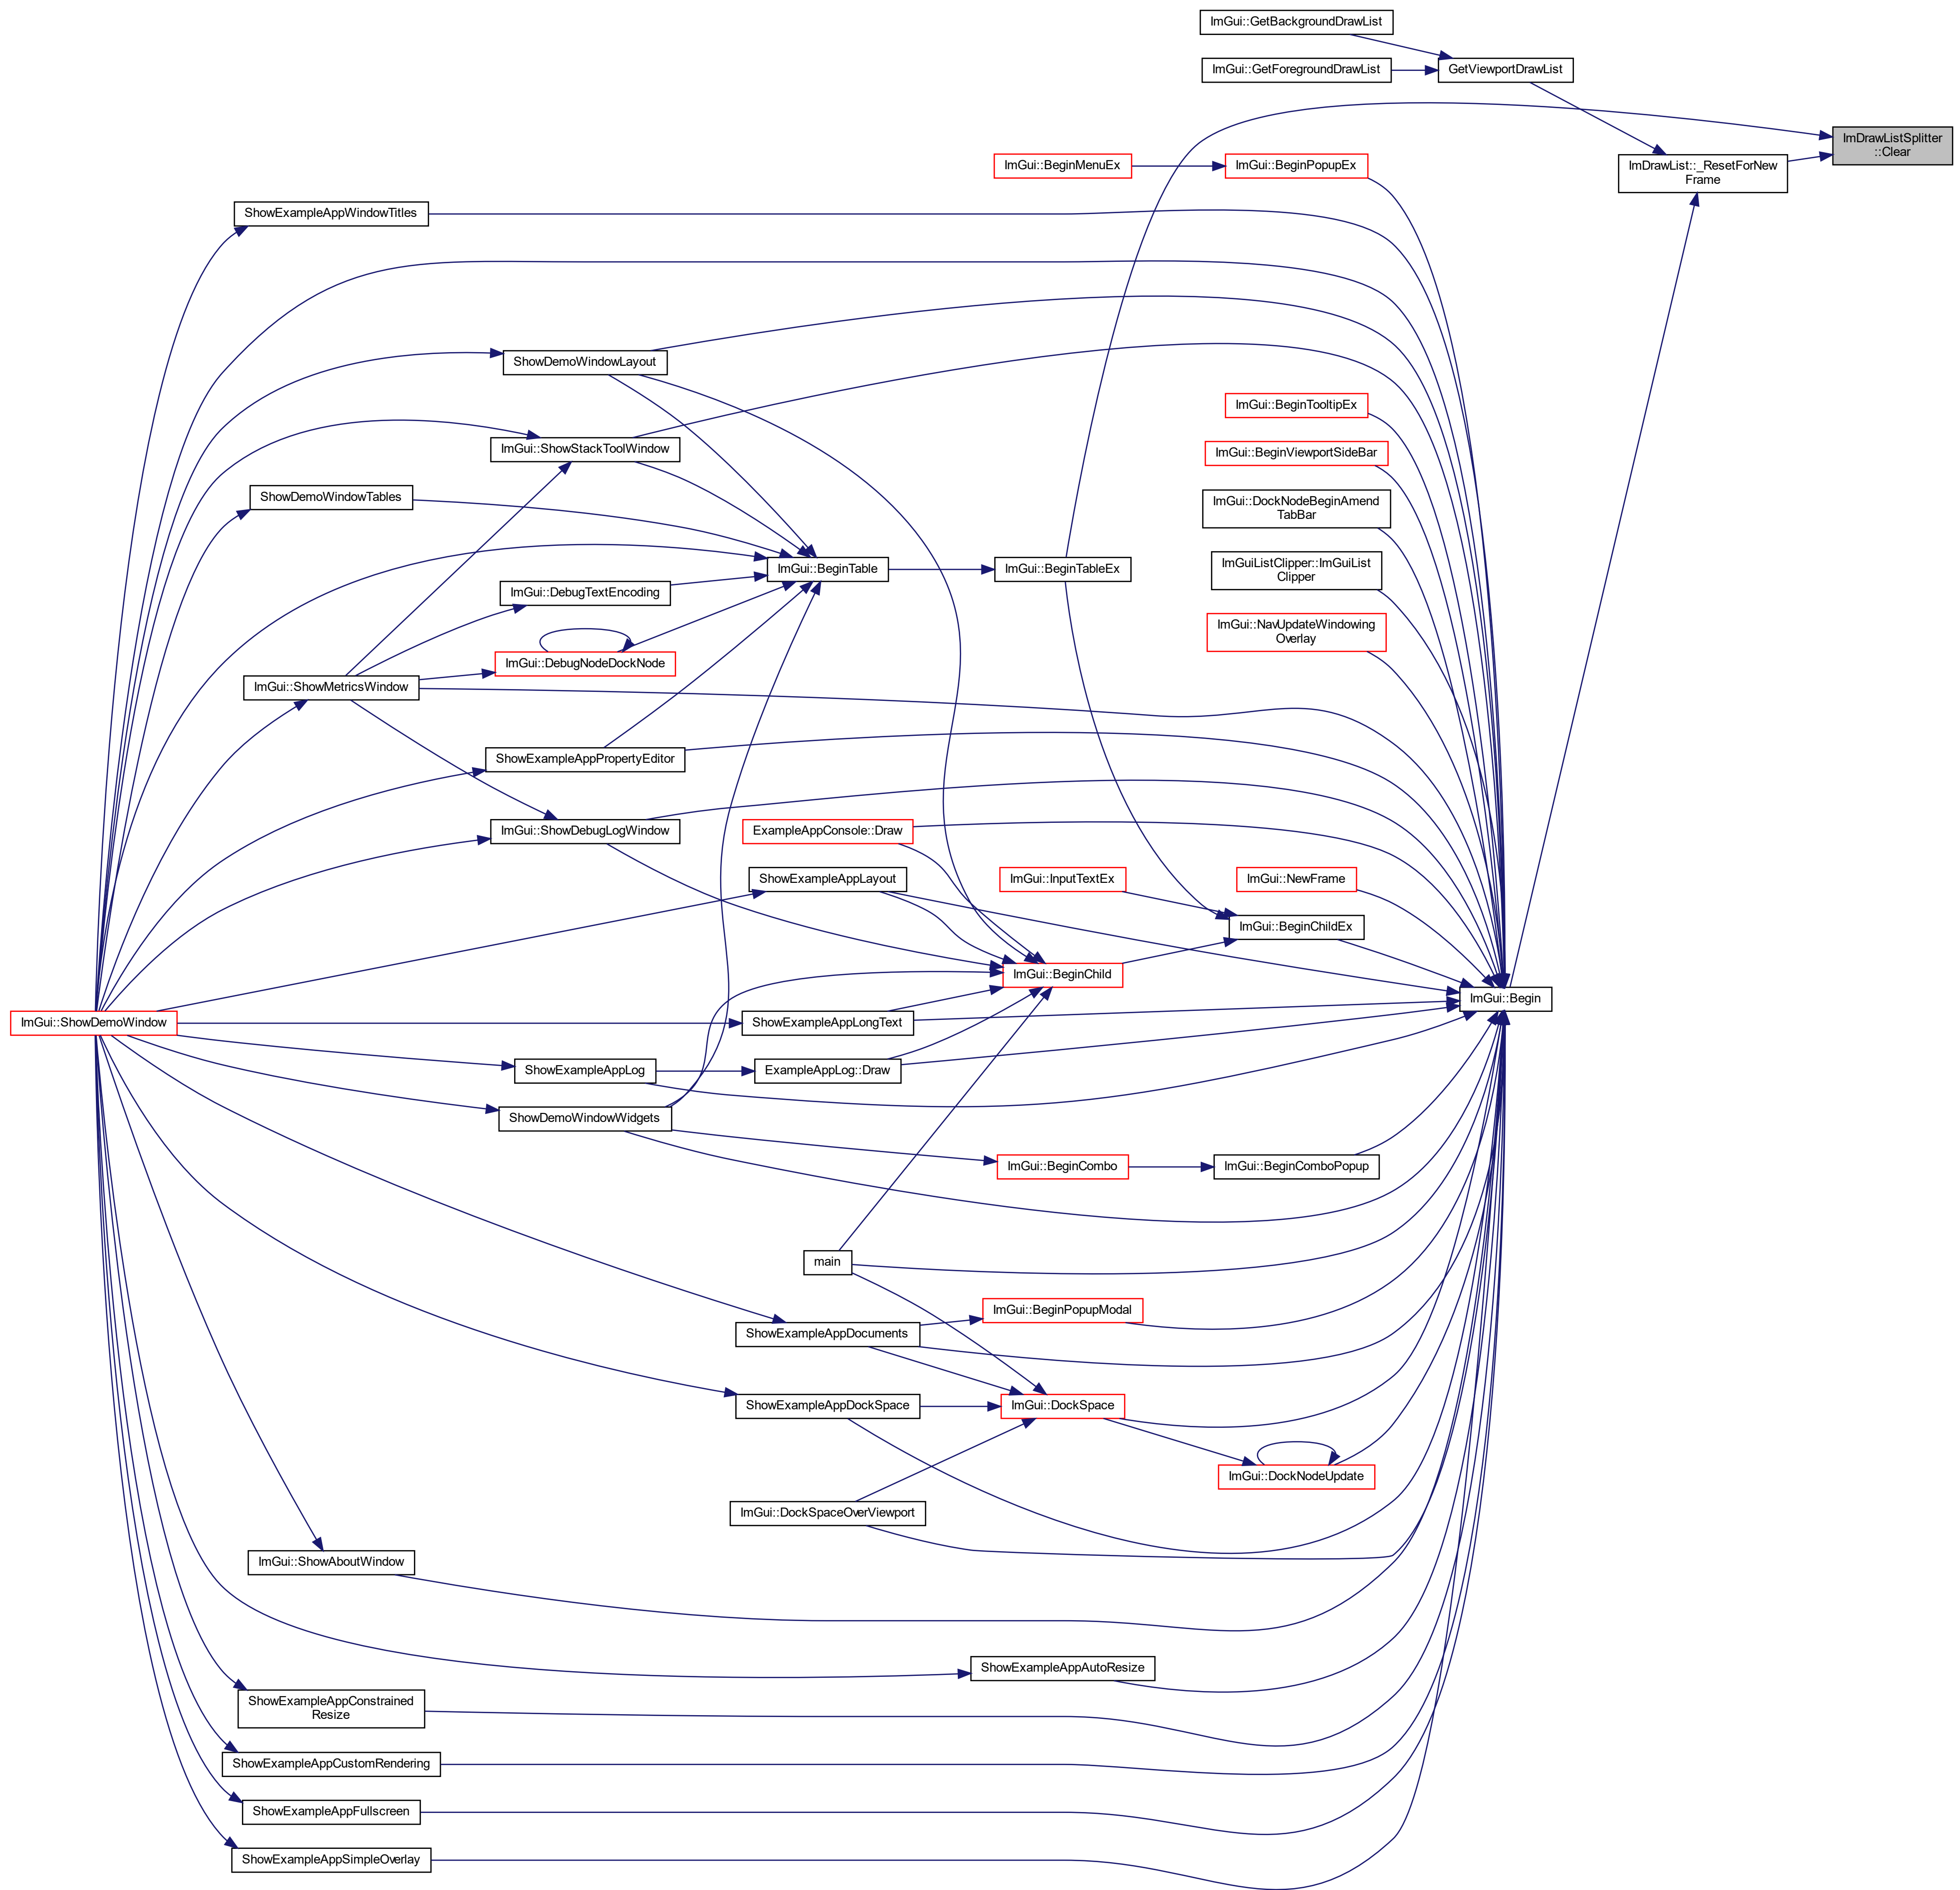 ImGui::GetBackgroundDrawList
ImGui::GetForegroundDrawList
GetViewportDrawList
ImDrawListSplitter
::Clear
ImDrawList::_ResetForNew
Frame
ImGui::BeginMenuEx
ImGui::BeginPopupEx
ShowExampleAppWindowTitles
ShowDemoWindowLayout
ImGui::BeginTooltipEx
ImGui::ShowStackToolWindow
ImGui::BeginViewportSideBar
ShowDemoWindowTables
ImGui::DockNodeBeginAmend
TabBar
ImGui::BeginTable
ImGui::BeginTableEx
ImGuiListClipper::ImGuiList
Clipper
ImGui::DebugTextEncoding
ImGui::NavUpdateWindowing
Overlay
ImGui::DebugNodeDockNode
ImGui::ShowMetricsWindow
ShowExampleAppPropertyEditor
ImGui::ShowDebugLogWindow
ExampleAppConsole::Draw
ShowExampleAppLayout
ImGui::InputTextEx
ImGui::NewFrame
ImGui::BeginChildEx
ImGui::BeginChild
ImGui::Begin
ImGui::ShowDemoWindow
ShowExampleAppLongText
ShowExampleAppLog
ExampleAppLog::Draw
ShowDemoWindowWidgets
ImGui::BeginCombo
ImGui::BeginComboPopup
main
ImGui::BeginPopupModal
ShowExampleAppDocuments
ShowExampleAppDockSpace
ImGui::DockSpace
ImGui::DockNodeUpdate
ImGui::DockSpaceOverViewport
ImGui::ShowAboutWindow
ShowExampleAppAutoResize
ShowExampleAppConstrained
Resize
ShowExampleAppCustomRendering
ShowExampleAppFullscreen
ShowExampleAppSimpleOverlay